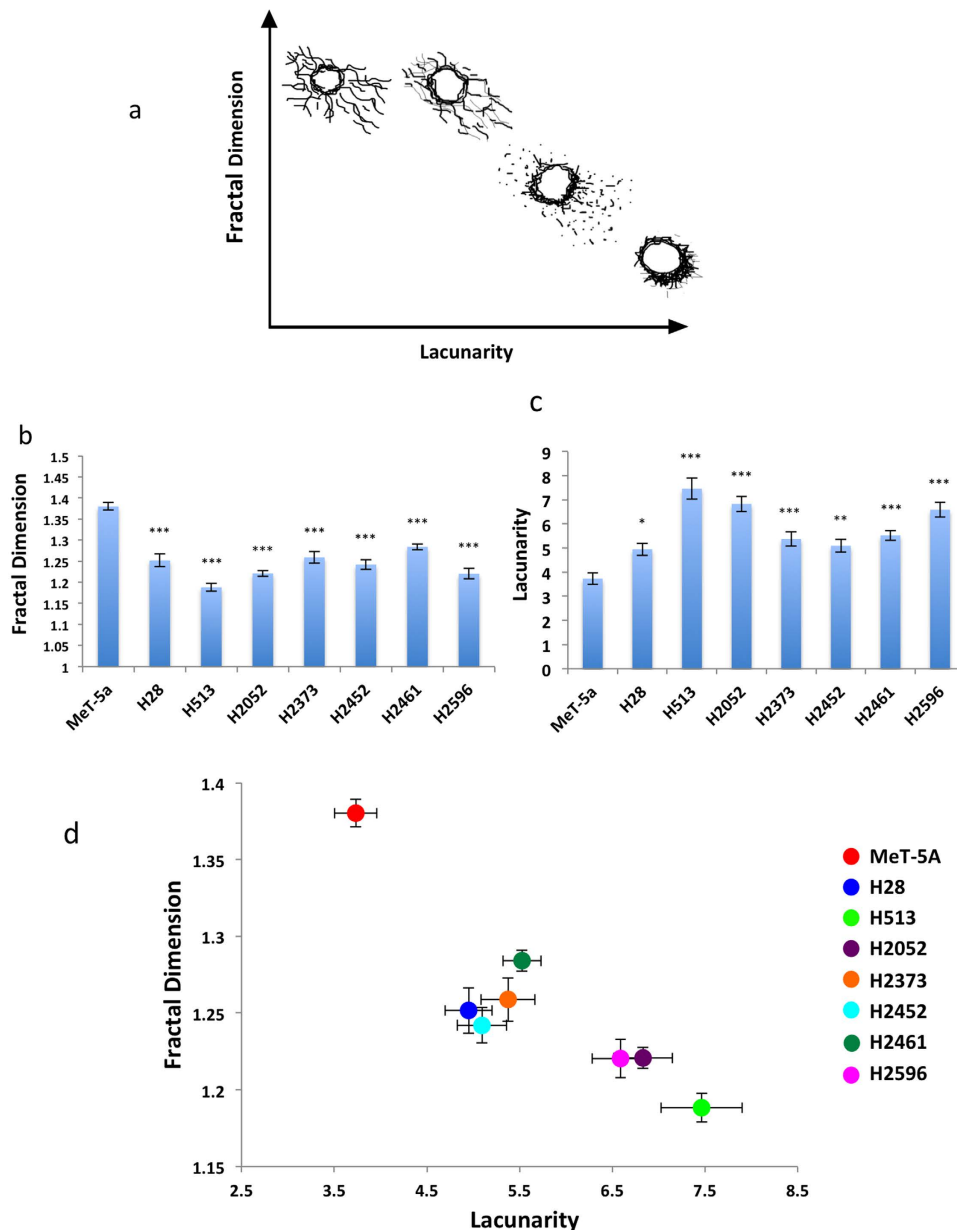 a
Fractal Dimension
Lacunarity
b
Fractal Dimension
1.5
1.45
1.4
1.35
1.3
1.25
1.2
1.15
1.1
1.05
1
***
***
***
***
***
***
***
MeT-5a
H28
H513
H2052
H2373
H2452
H2461
H2596
c
Lacunarity
9
8
7
6
5
4
3
2
1
0
*
***
***
***
**
***
***
MeT-5a
H28
H513
H2052
H2373
H2452
H2461
H2596
d
Fractal Dimension
1.4
1.35
1.3
1.25
1.2
1.15
2.5
4.5
5.5
6.5
7.5
8.5
Lacunarity
MeT-5A
H28
H513
H2052
H2373
H2452
H2461
H2596